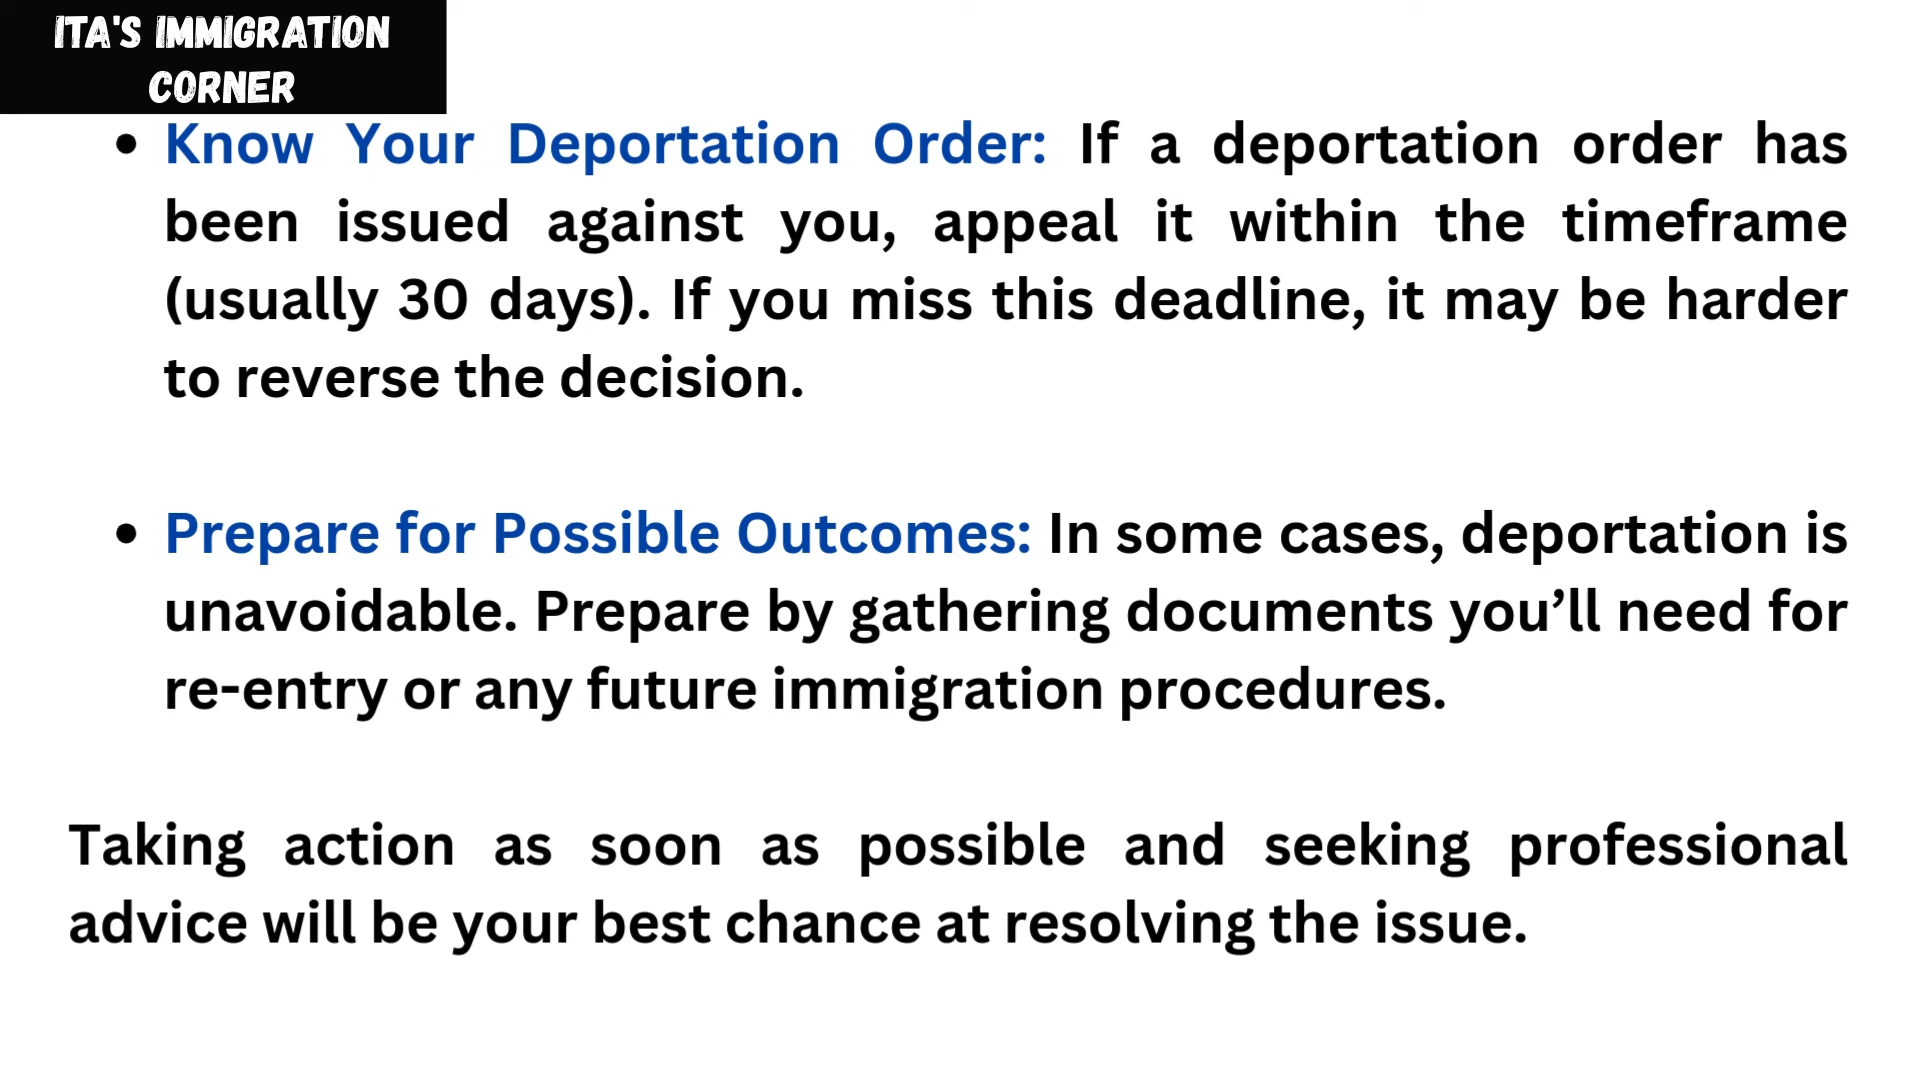 ITA'S IMMIGRATION
CORNER
• Know Your Deportation Order: If a deportation order has
been issued against you, appeal it within the timeframe
(usually 30 days). If you miss this deadline, it may be harder
to reverse the decision.
• Prepare for Possible Outcomes: In some cases, deportation is
unavoidable. Prepare by gathering documents you’ll need for
re-entry or any future immigration procedures.
Taking action as soon as possible and seeking professional
advice will be your best chance at resolving the issue.